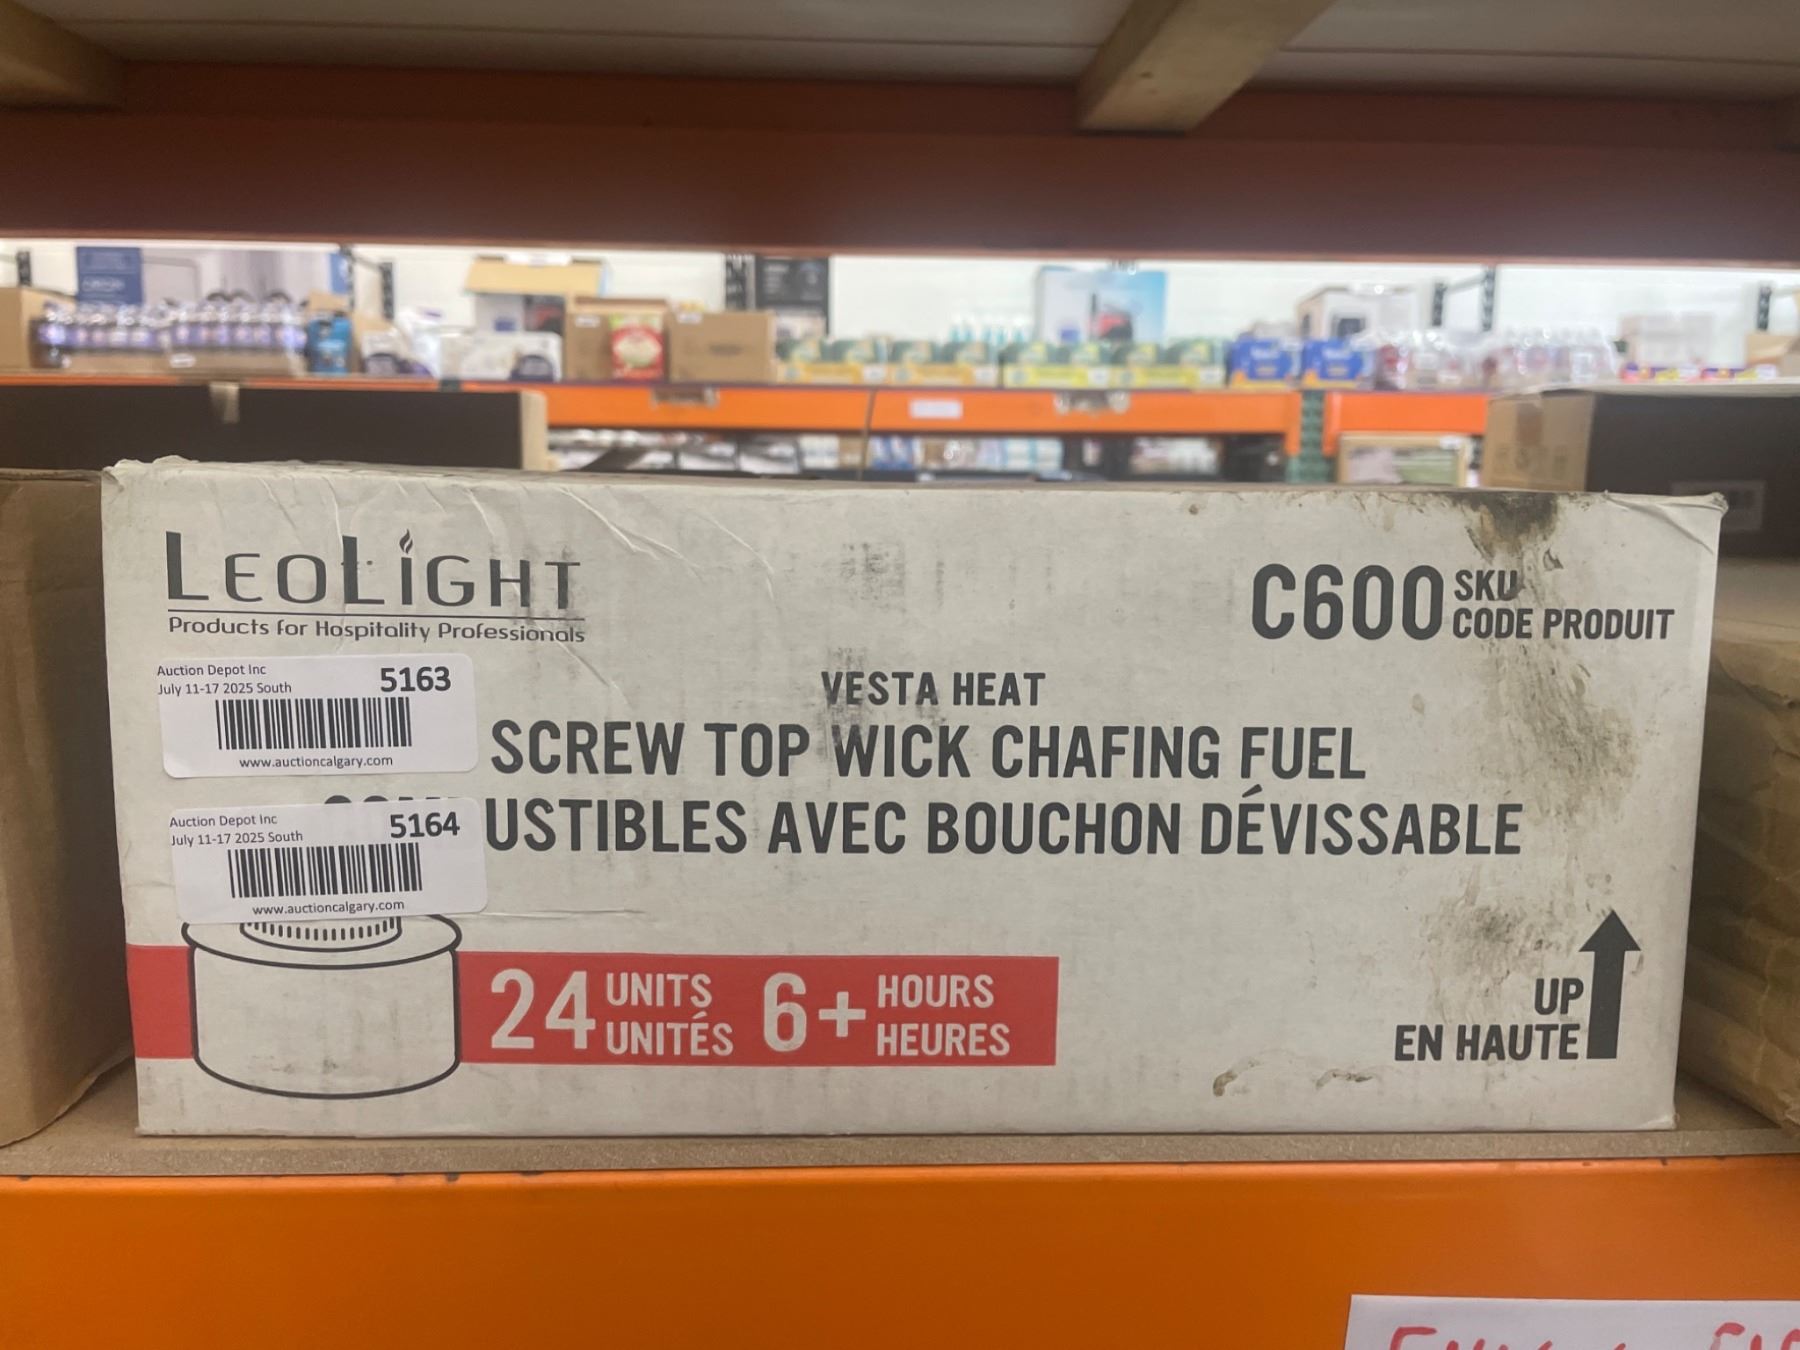 LEOLIGHT
Products for Hospitality Professionals
C600 SKU
CODE PRODUIT
Auction Depot Inc 5163
July 11-17 2025 South
www.auctioncalgary.com
VESTA HEAT
SCREW TOP WICK CHAFING FUEL
USTIBLES AVEC BOUCHON DÉVISSABLE
Auction Depot Inc 5164
July 11-17 2025 South
www.auctioncalgary.com
24 UNITS 6+ HOURS
UNITÉS HEURES
UP
EN HAUTE